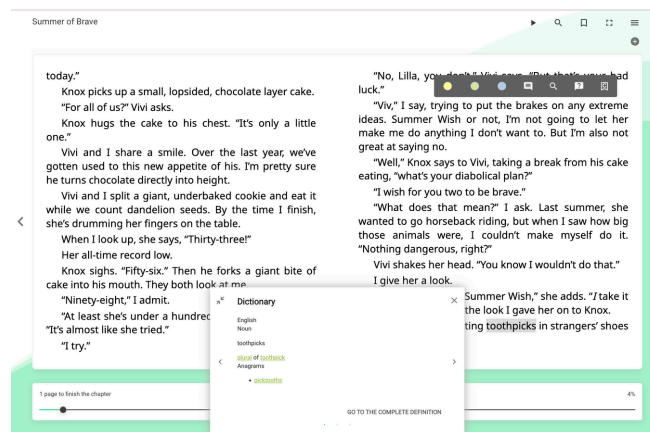 Summer of Brave
today.”
Knox picks up a small, lopsided, chocolate layer cake.
“For all of us?” Vivi asks.
Knox hugs the cake to his chest. “It’s only a little
one.”
Vivi and I share a smile. Over the last year, we’ve
gotten used to this new appetite of his. I’m pretty sure
he turns chocolate directly into height.
Vivi and I split a giant, underbaked cookie and eat it
while we count dandelion seeds. By the time I finish,
she’s drumming her fingers on the table.
When I look up, she says, “Thirty-three!”
Her all-time record low.
Knox sighs. “Fifty-six.” Then he forks a giant bite of
cake into his mouth. They both look at me.
“Ninety-eight,” I admit.
“At least she’s under a hundred
“It’s almost like she tried.”
“I try.”
“No, Lilla, you don’t,” Vivi says. “But that’s your bad
luck.”
“Viv,” I say, trying to put the brakes on any extreme
ideas. Summer Wish or not, I’m not going to let her
make me do anything I don’t want to. But I’m also not
great at saying no.
“Well,” Knox says to Vivi, taking a break from his cake
eating, “what’s your diabolical plan?”
“I wish for you two to be brave.”
“What does that mean?” I ask. Last summer, she
wanted to go horseback riding, but when I saw how big
those animals were, I couldn’t make myself do it.
“Nothing dangerous, right?”
Vivi shakes her head. “You know I wouldn’t do that.”
I give her a look.
Summer Wish,” she adds. “I take it
the look I gave her on to Knox.
ting toothpicks in strangers’ shoes
Dictionary
English
Noun
toothpicks
plural of toothpick
Anagrams
• picktooths
GO TO THE COMPLETE DEFINITION
1 page to finish the chapter
4%